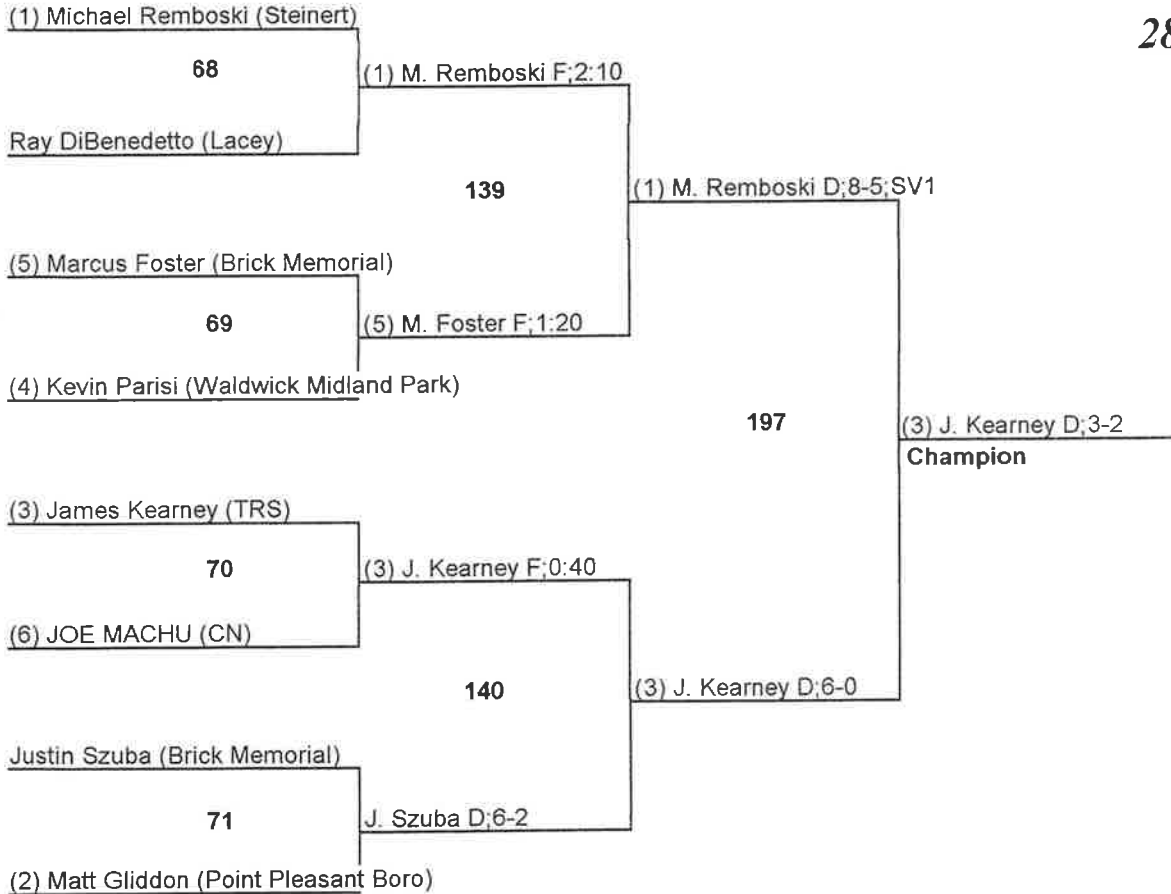 (1) Michael Remboski (Steinert)
28
68
(1) M. Remboski F;2:10
Ray DiBenedetto (Lacey)
139
(1) M. Remboski D;8-5;SV1
(5) Marcus Foster (Brick Memorial)
69
(5) M. Foster F;1:20
(4) Kevin Parisi (Waldwick Midland Park)
197
(3) J. Kearney D;3-2
Champion
(3) James Kearney (TRS)
70
(3) J. Kearney F;0:40
(6) JOE MACHU (CN)
140
(3) J. Kearney D;6-0
Justin Szuba (Brick Memorial)
71
J. Szuba D;6-2
(2) Matt Gliddon (Point Pleasant Boro)